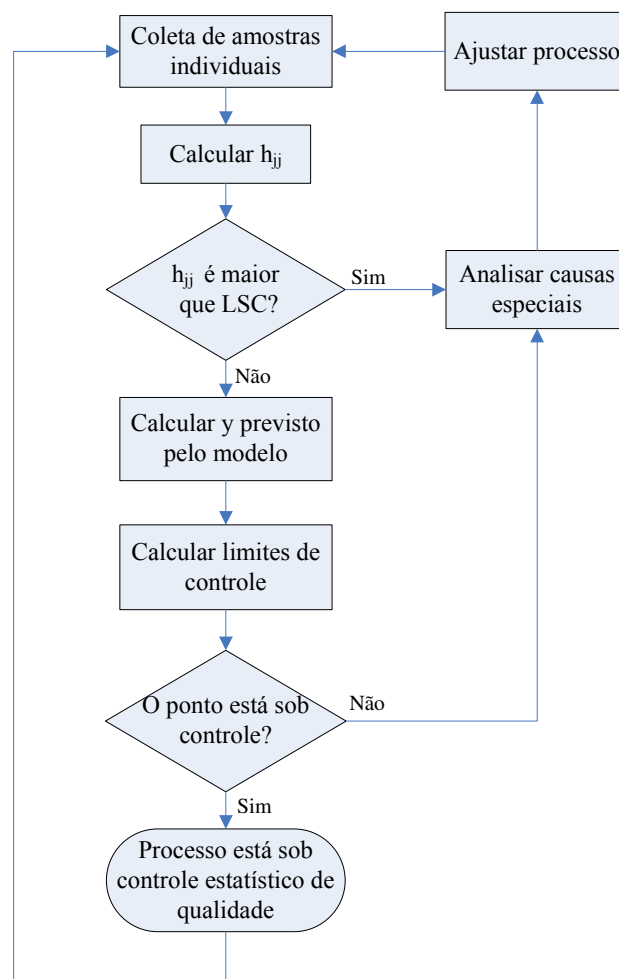 Coleta de amostras
individuais
Ajustar processo
Calcular hjj
hjj é maior
que LSC?
Sim
Analisar causas
especiais
Não
Calcular y previsto
pelo modelo
Calcular limites de
controle
O ponto está sob
controle?
Não
Sim
Processo está sob
controle estatístico de
qualidade